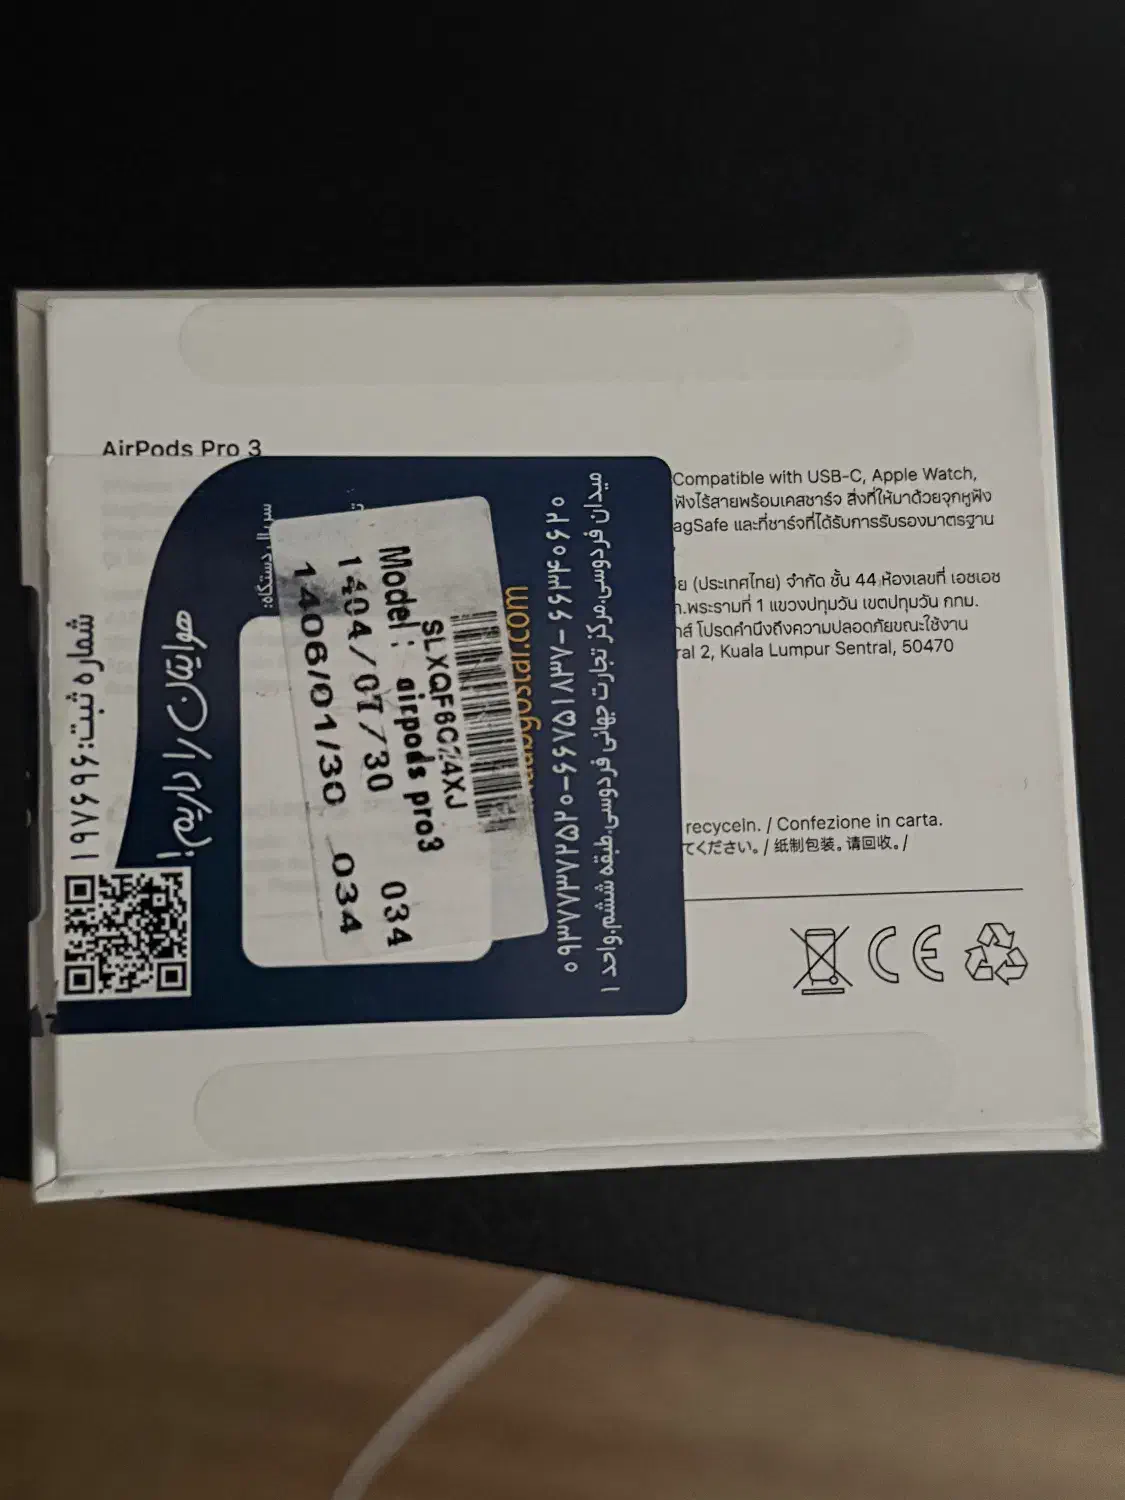 AirPods Pro 3
Compatible with USB-C, Apple Watch,
ฟังไร้สายพร้อมเคสชาร์จ สิ่งที่ให้มาด้วยจุกหูฟัง
agSafe และที่ชาร์จที่ได้รับการรับรองมาตรฐาน
(ประเทศไทย) จำกัด ชั้น 44 ห้องเลขที่ เอชเอช
ถ.พระรามที่ 1 แขวงปทุมวัน เขตปทุมวัน กทม.
โปรดคำนึงถึงความปลอดภัยขณะใช้งาน
ral 2, Kuala Lumpur Sentral, 50470
recyceln. / Confezione in carta.
てください。/ 纸制包装。请回收。/
CE
میدان فردوسی، مرکز تجارت جهانی فردوسی، طبقه ششم، واحد ۱
SLXQF6C74XJ
Model : airpods pro3
1404/07/30 034
1406/01/30 034
سریال دستگاه:
شماره ثبت: ۱۹۷۶۹۶